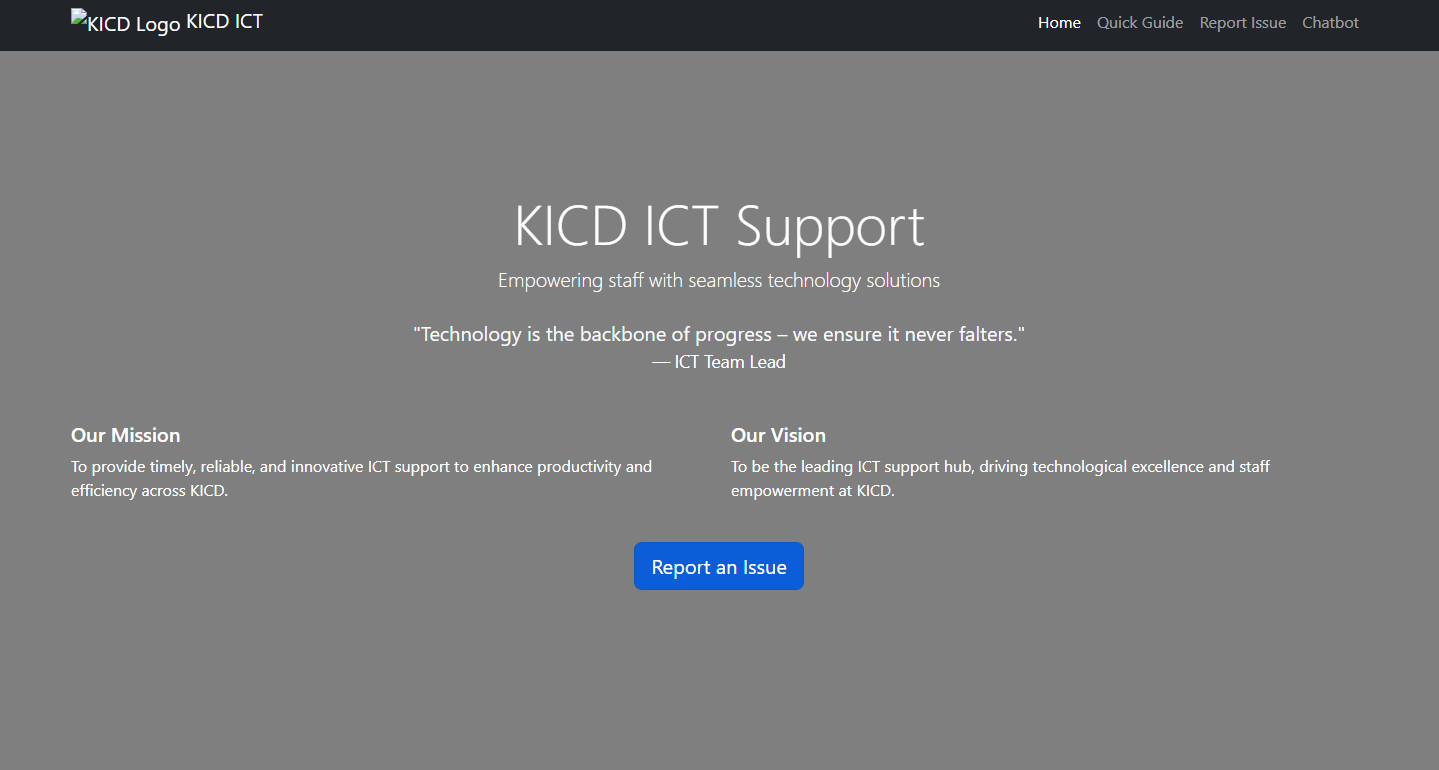 KICD Logo KICD ICT
Home Quick Guide Report Issue Chatbot
KICD ICT Support
Empowering staff with seamless technology solutions
"Technology is the backbone of progress – we ensure it never falters."
— ICT Team Lead
Our Mission
To provide timely, reliable, and innovative ICT support to enhance productivity and
efficiency across KICD.
Our Vision
To be the leading ICT support hub, driving technological excellence and staff
empowerment at KICD.
Report an Issue